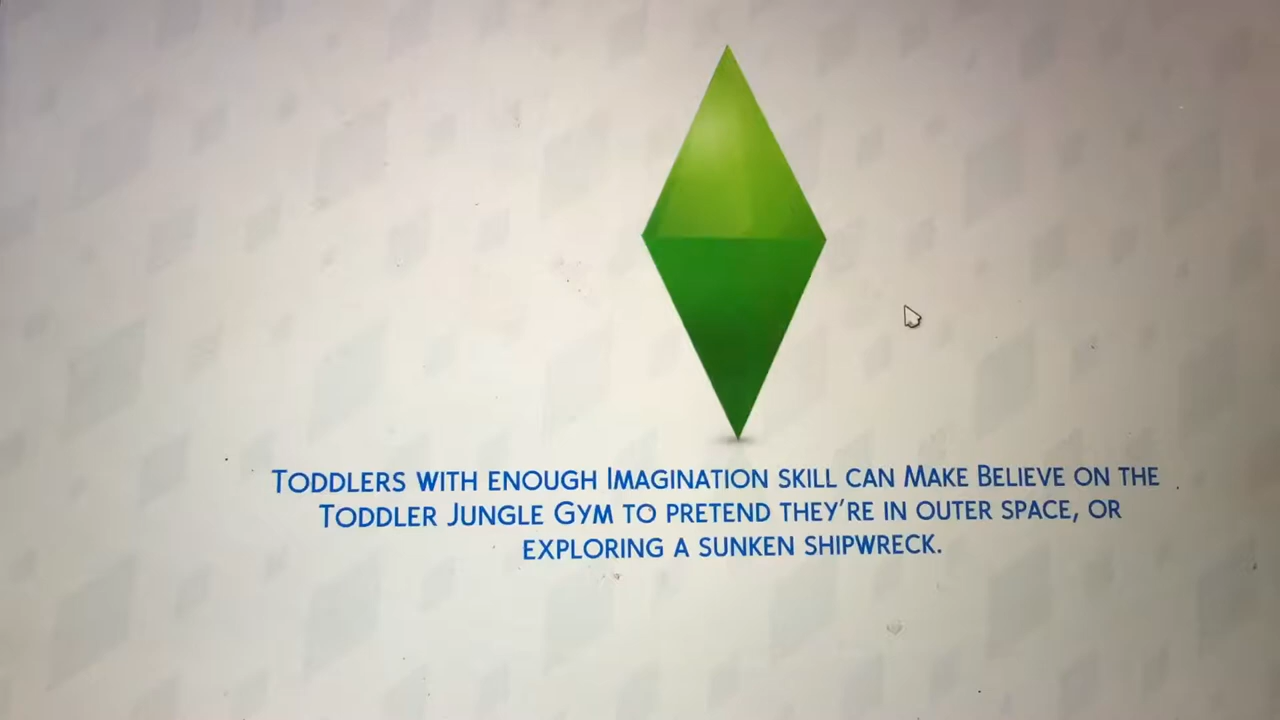 Toddlers with enough Imagination skill can Make Believe on the
Toddler Jungle Gym to pretend they're in outer space, or
exploring a sunken shipwreck.